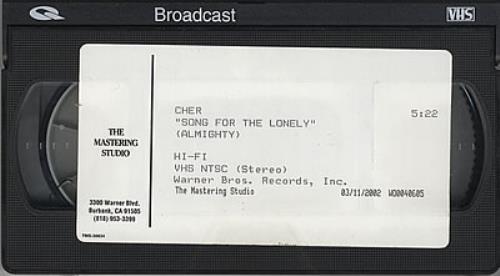 Broadcast
VHS
CHER
"SONG FOR THE LONELY"
(ALMIGHTY)
5:22
HI-FI
VHS NTSC (Stereo)
Warner Bros. Records, Inc.
The Mastering Studio 03/11/2002 WD0040605
THE
MASTERING
STUDIO
3300 Warner Blvd.
Burbank, CA 91505
(818) 953-3399